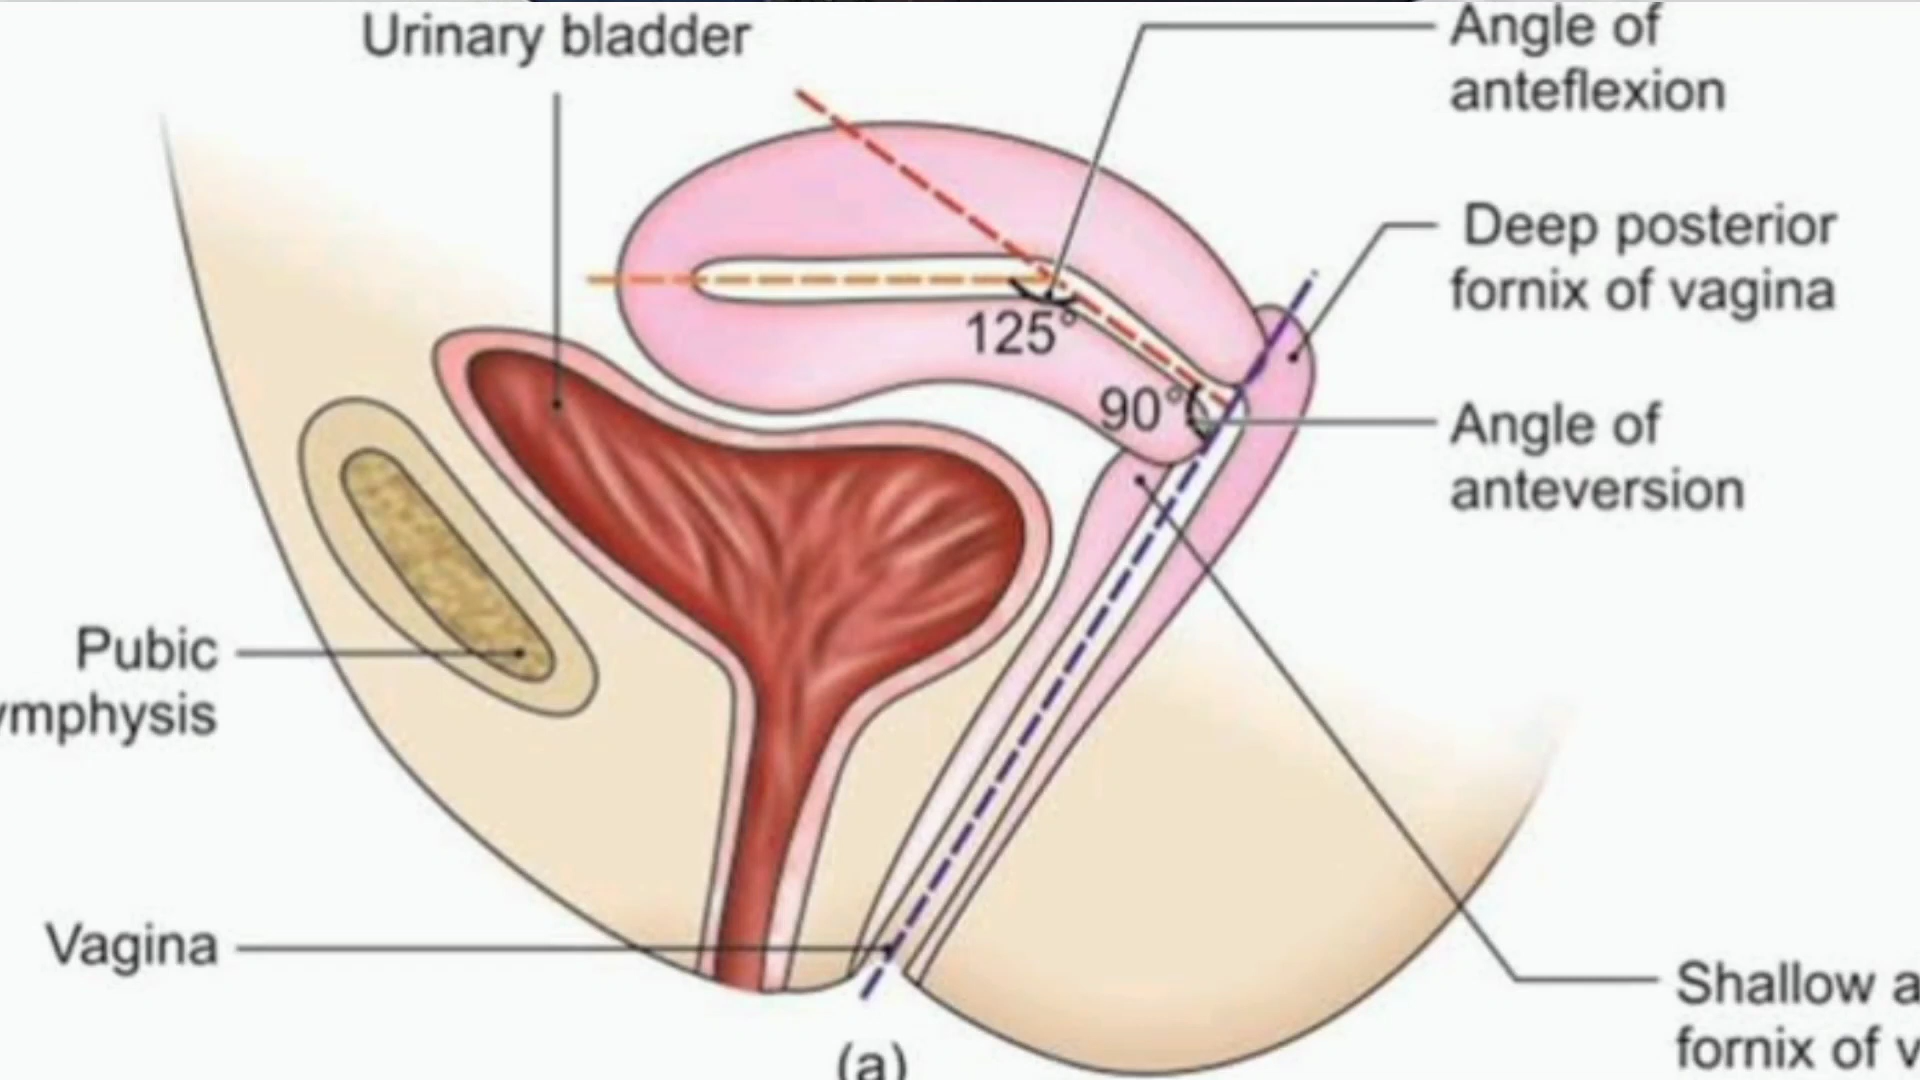 Urinary bladder
Angle of
anteflexion
Deep posterior
fornix of vagina
125°
90°
Angle of
anteversion
Pubic
ymphysis
Vagina
Shallow a
fornix of v
(a)